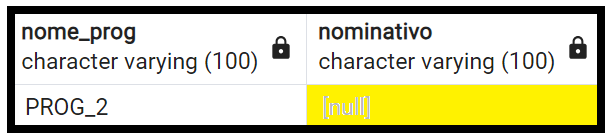 nome_prog nominativo
character varying (100) character varying (100)
PROG_2 [null]